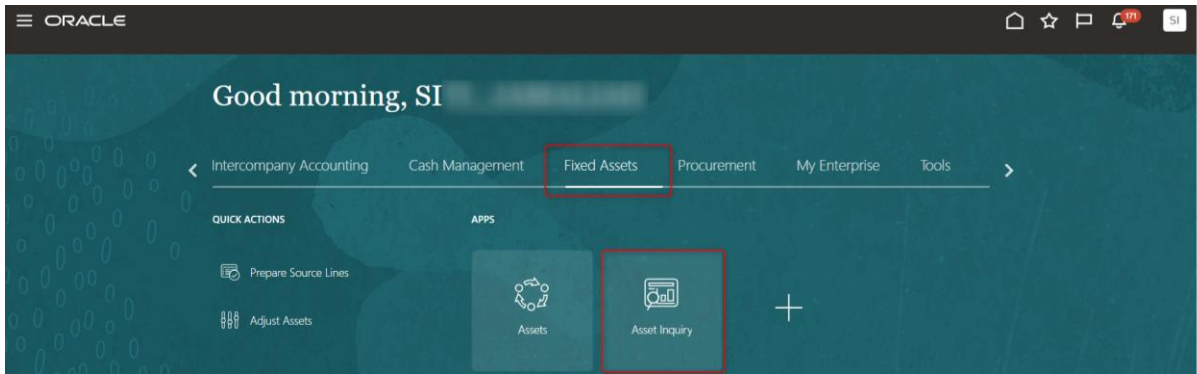 ORACLE
171
SI
Good morning, SI
Intercompany Accounting
Cash Management
Fixed Assets
Procurement
My Enterprise
Tools
QUICK ACTIONS
APPS
Prepare Source Lines
Adjust Assets
Assets
Asset Inquiry